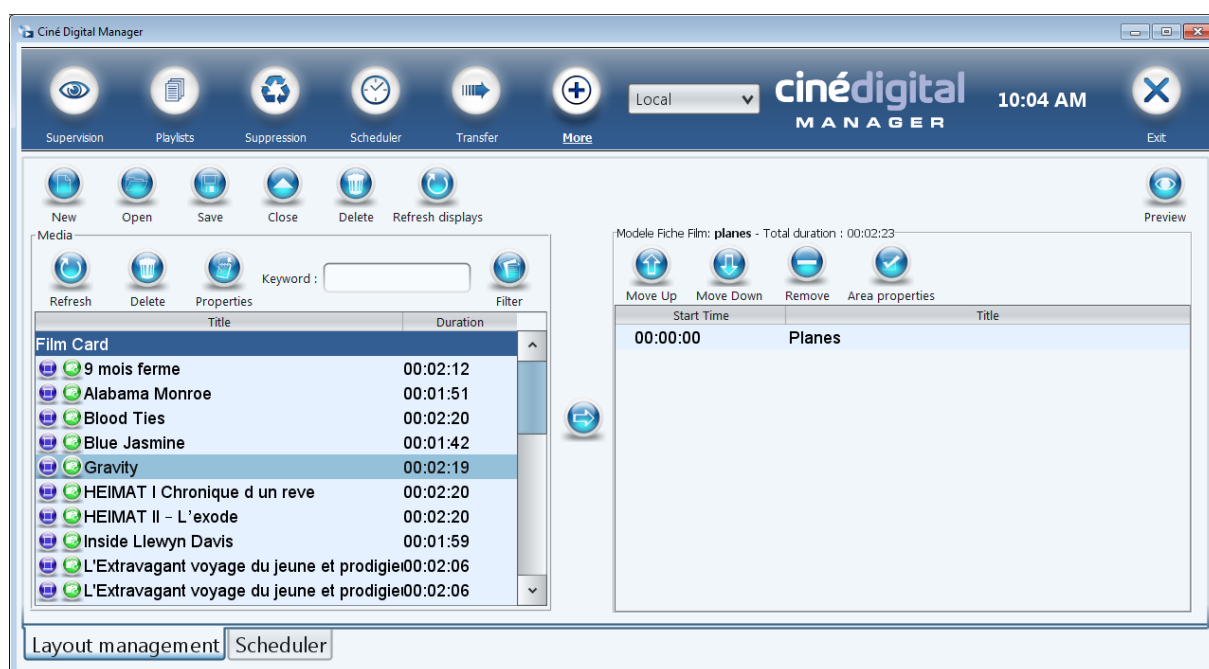 Ciné Digital Manager
Supervision Playlists Suppression Scheduler Transfer More
Local
cinédigital
MANAGER
10:04 AM
Exit
New Open Save Close Delete Refresh displays
Preview
Media
Refresh Delete Properties Keyword : Filter
Title Duration
Film Card
9 mois ferme 00:02:12
Alabama Monroe 00:01:51
Blood Ties 00:02:20
Blue Jasmine 00:01:42
Gravity 00:02:19
HEIMAT I Chronique d un reve 00:02:20
HEIMAT II – L'exode 00:02:20
Inside Llewyn Davis 00:01:59
L'Extravagant voyage du jeune et prodigie 00:02:06
L'Extravagant voyage du jeune et prodigie 00:02:06
Modele Fiche Film: planes - Total duration : 00:02:23
Move Up Move Down Remove Area properties
Start Time Title
00:00:00 Planes
Layout management Scheduler